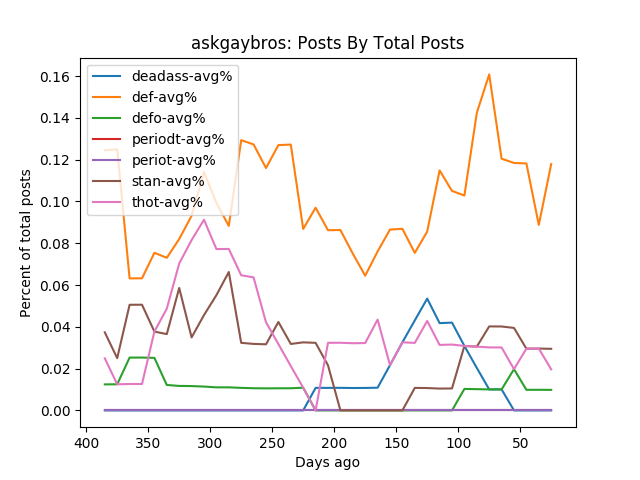 askgaybros: Posts By Total Posts
Percent of total posts
0.16
0.14
0.12
0.10
0.08
0.06
0.04
0.02
0.00
deadass-avg%
def-avg%
defo-avg%
periodt-avg%
periot-avg%
stan-avg%
thot-avg%
400 350 300 250 200 150 100 50
Days ago